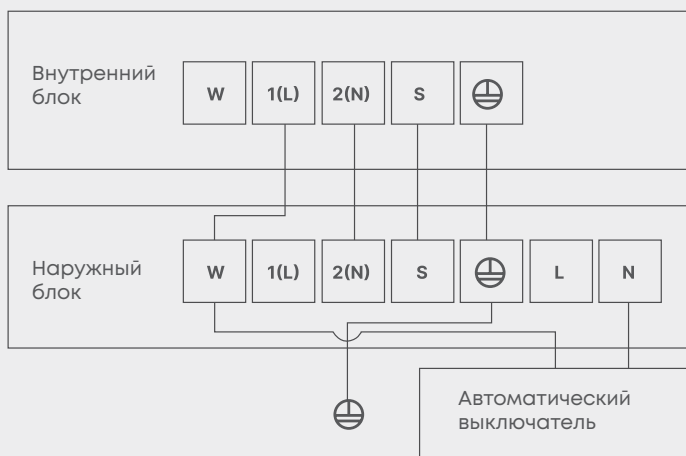 Внутренний
блок
W 1(L) 2(N) S
Наружный
блок
W 1(L) 2(N) S L N
Автоматический
выключатель